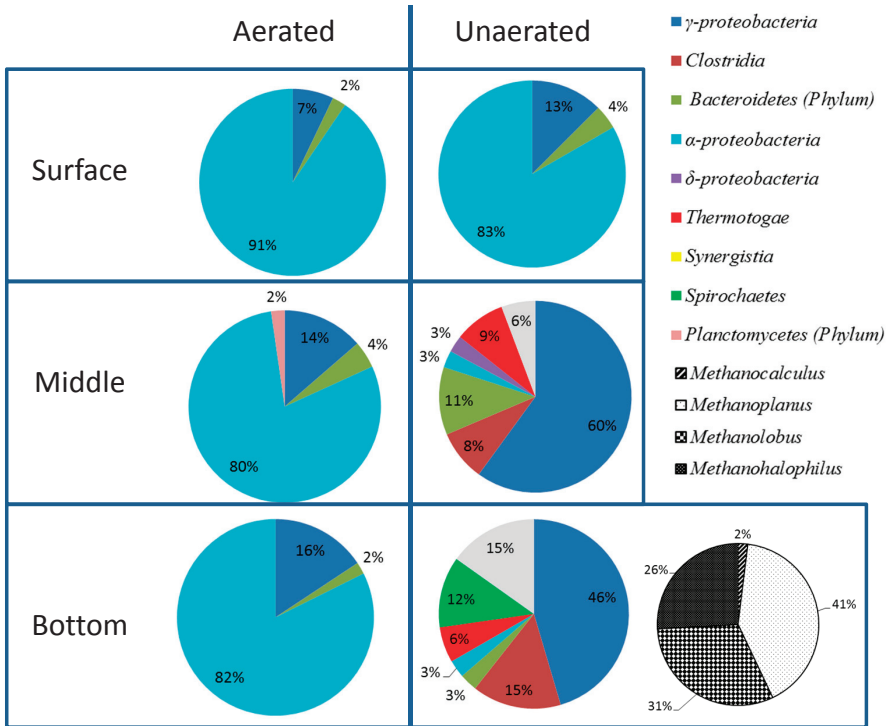 Aerated
Unaerated
Surface
7%
2%
91%
13%
4%
83%
Middle
2%
14%
4%
80%
6%
9%
3%
3%
11%
8%
60%
Bottom
16%
2%
82%
15%
12%
6%
3%
3%
15%
46%
2%
26%
41%
31%
γ-proteobacteria
Clostridia
Bacteroidetes (Phylum)
α-proteobacteria
δ-proteobacteria
Thermotogae
Synergistia
Spirochaetes
Planctomycetes (Phylum)
Methanocalculus
Methanoplanus
Methanolobus
Methanohalophilus